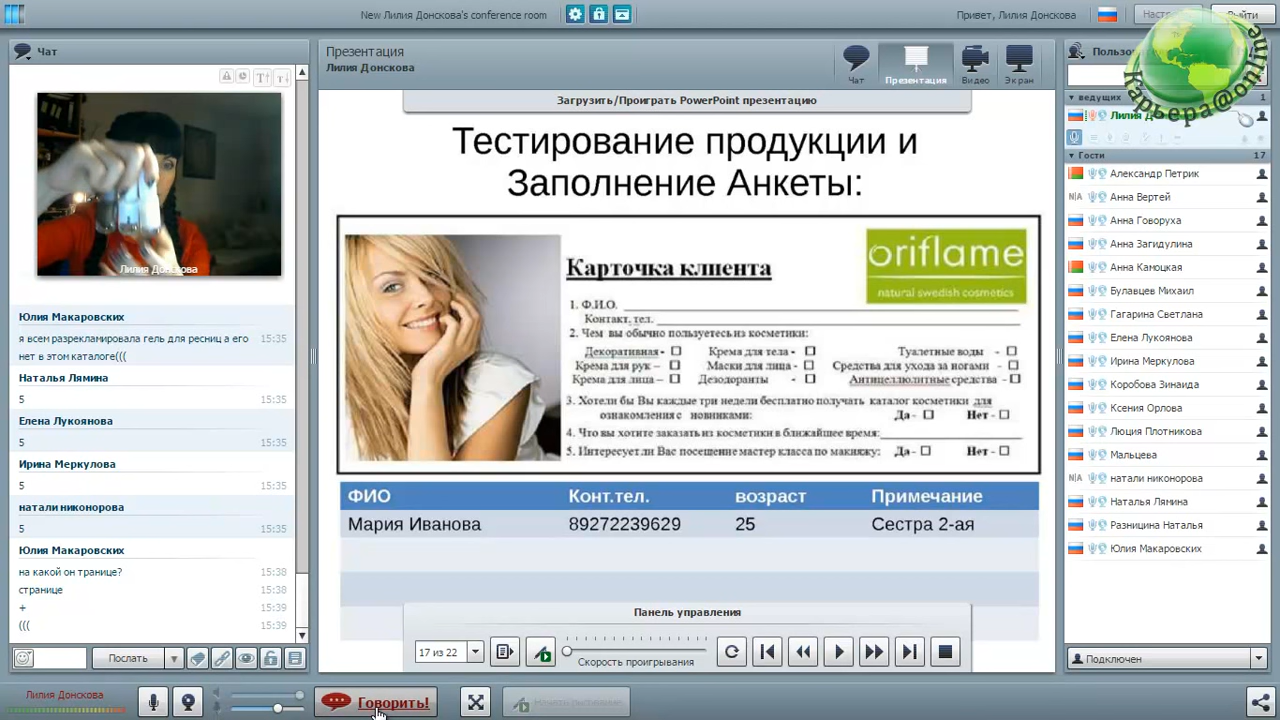 New Лилия Донскова's conference room
Привет, Лилия Донскова
Выйти
Карьера@online
Чат
Лилия Донскова
Юлия Макаровских
я всем разрекламировала гель для ресниц а его 15:35
нет в этом каталоге(((
Наталья Лямина
5 15:35
Елена Лукоянова
5 15:35
Ирина Меркулова
5 15:35
натали никонорова
5 15:35
Юлия Макаровских
на какой он транице? 15:38
странице 15:38
+ 15:39
((( 15:39
Послать
Презентация
Лилия Донскова
Чат
Презентация
Видео
Экран
Загрузить/Проиграть PowerPoint презентацию
Тестирование продукции и
Заполнение Анкеты:
oriflame
natural swedish cosmetics
Карточка клиента
1. Ф.И.О.
Контакт. тел.
2. Чем вы обычно пользуетесь из косметики:
Декоративная - Крема для тела - Туалетные воды -
Крема для рук – Маски для лица - Средства для ухода за ногами -
Крема для лица – Дезодоранты - Антицеллюлитные средства -
3. Хотели бы Вы каждые три недели бесплатно получать каталог косметики для
ознакомления с новинками: Да - Нет -
4. Что вы хотите заказать из косметики в ближайшее время:
5. Интересует ли Вас посещение мастер класса по макияжу: Да - Нет -
ФИО Конт.тел. возраст Примечание
Мария Иванова 89272239629 25 Сестра 2-ая
Панель управления
17 из 22
Скорость проигрывания
ведущих 1
Гости 17
Александр Петрик
N/A Анна Вертей
Анна Говоруха
Анна Загидулина
Анна Камоцкая
Булавцев Михаил
Гагарина Светлана
Елена Лукоянова
Ирина Меркулова
Коробова Зинаида
Ксения Орлова
Люция Плотникова
Мальцева
N/A натали никонорова
Наталья Лямина
Разницина Наталья
Юлия Макаровских
Подключен
Лилия Донскова
Говорить!